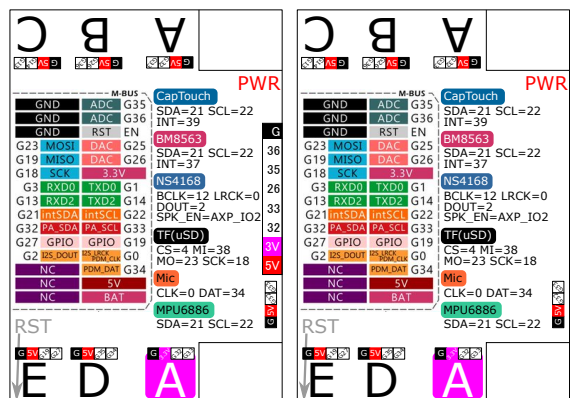 C B A
G 5V
G 5V
G 5V
PWR
M-BUS
GND ADC G35
GND ADC G36
GND RST EN
G23 MOSI DAC G25
G19 MISO DAC G26
G18 SCK 3.3V
G3 RXD0 TXD0 G1
G13 RXD2 TXD2 G14
G21 intSDA intSCL G22
G32 PA_SDA PA_SCL G33
G27 GPIO GPIO G19
G2 I2S_DOUT I2S_LRCK PDM_CLK G0
NC PDM_DAT G34
NC 5V
NC BAT
CapTouch
SDA=21 SCL=22
INT=39
BM8563
SDA=21 SCL=22
INT=37
NS4168
BCLK=12 LRCK=0
DOUT=2
SPK_EN=AXP_IO2
TF(uSD)
CS=4 MI=38
MO=23 SCK=18
Mic
CLK=0 DAT=34
MPU6886
SDA=21 SCL=22
G
36
35
26
33
32
3V
5V
G 5V
RST
G 5V
G 5V
G
E D A
C B A
G 5V
G 5V
G 5V
PWR
M-BUS
GND ADC G35
GND ADC G36
GND RST EN
G23 MOSI DAC G25
G19 MISO DAC G26
G18 SCK 3.3V
G3 RXD0 TXD0 G1
G13 RXD2 TXD2 G14
G21 intSDA intSCL G22
G32 PA_SDA PA_SCL G33
G27 GPIO GPIO G19
G2 I2S_DOUT I2S_LRCK PDM_CLK G0
NC PDM_DAT G34
NC 5V
NC BAT
CapTouch
SDA=21 SCL=22
INT=39
BM8563
SDA=21 SCL=22
INT=37
NS4168
BCLK=12 LRCK=0
DOUT=2
SPK_EN=AXP_IO2
TF(uSD)
CS=4 MI=38
MO=23 SCK=18
Mic
CLK=0 DAT=34
MPU6886
SDA=21 SCL=22
G 5V
RST
G 5V
G 5V
G
E D A